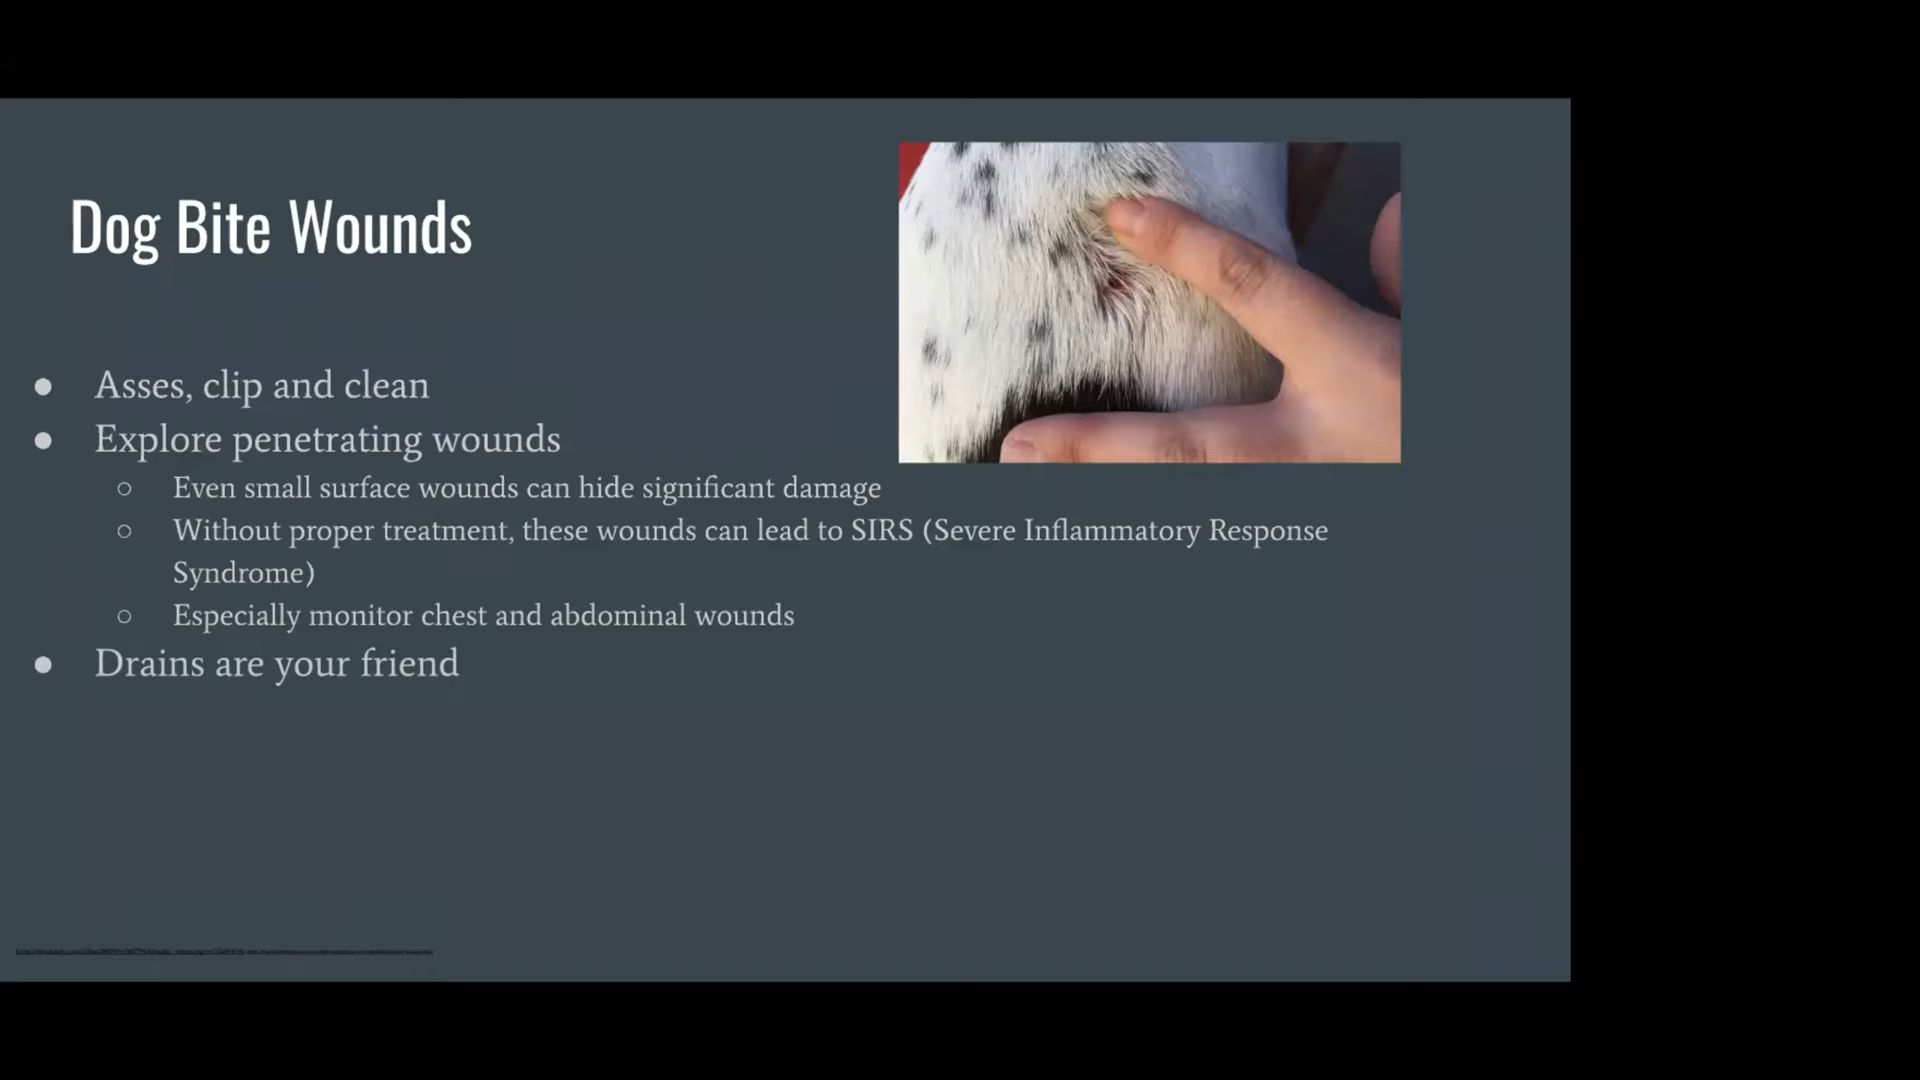 Dog Bite Wounds
● Asses, clip and clean
● Explore penetrating wounds
○ Even small surface wounds can hide significant damage
○ Without proper treatment, these wounds can lead to SIRS (Severe Inflammatory Response
Syndrome)
○ Especially monitor chest and abdominal wounds
● Drains are your friend